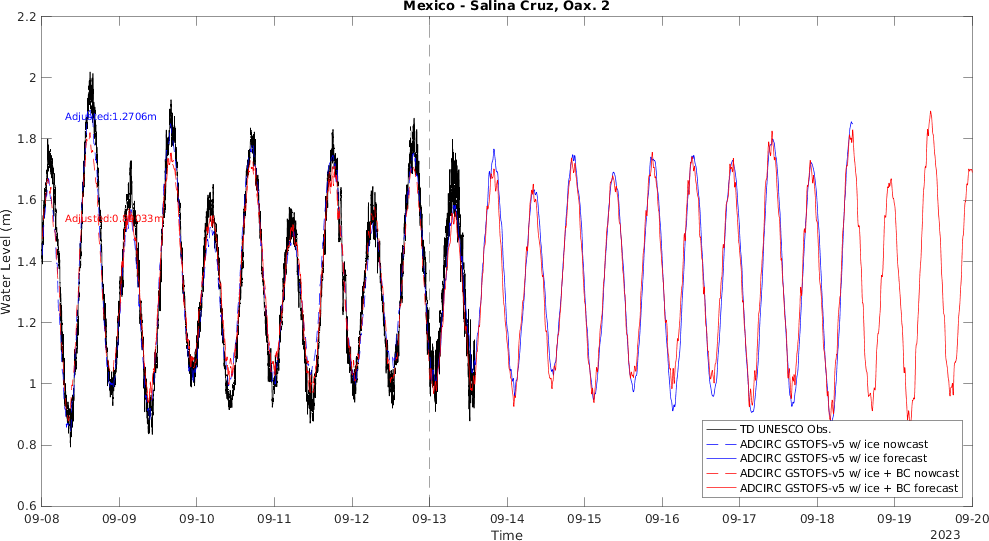 Mexico - Salina Cruz, Oax. 2
2.2
2
1.8
1.6
1.4
1.2
1
0.8
0.6
Water Level (m)
Adjusted:1.2706m
TD UNESCO Obs.
ADCIRC GSTOFS-v5 w/ ice nowcast
ADCIRC GSTOFS-v5 w/ ice forecast
ADCIRC GSTOFS-v5 w/ ice + BC nowcast
ADCIRC GSTOFS-v5 w/ ice + BC forecast
09-08 09-09 09-10 09-11 09-12 09-13 09-14 09-15 09-16 09-17 09-18 09-19 09-20
Time
2023